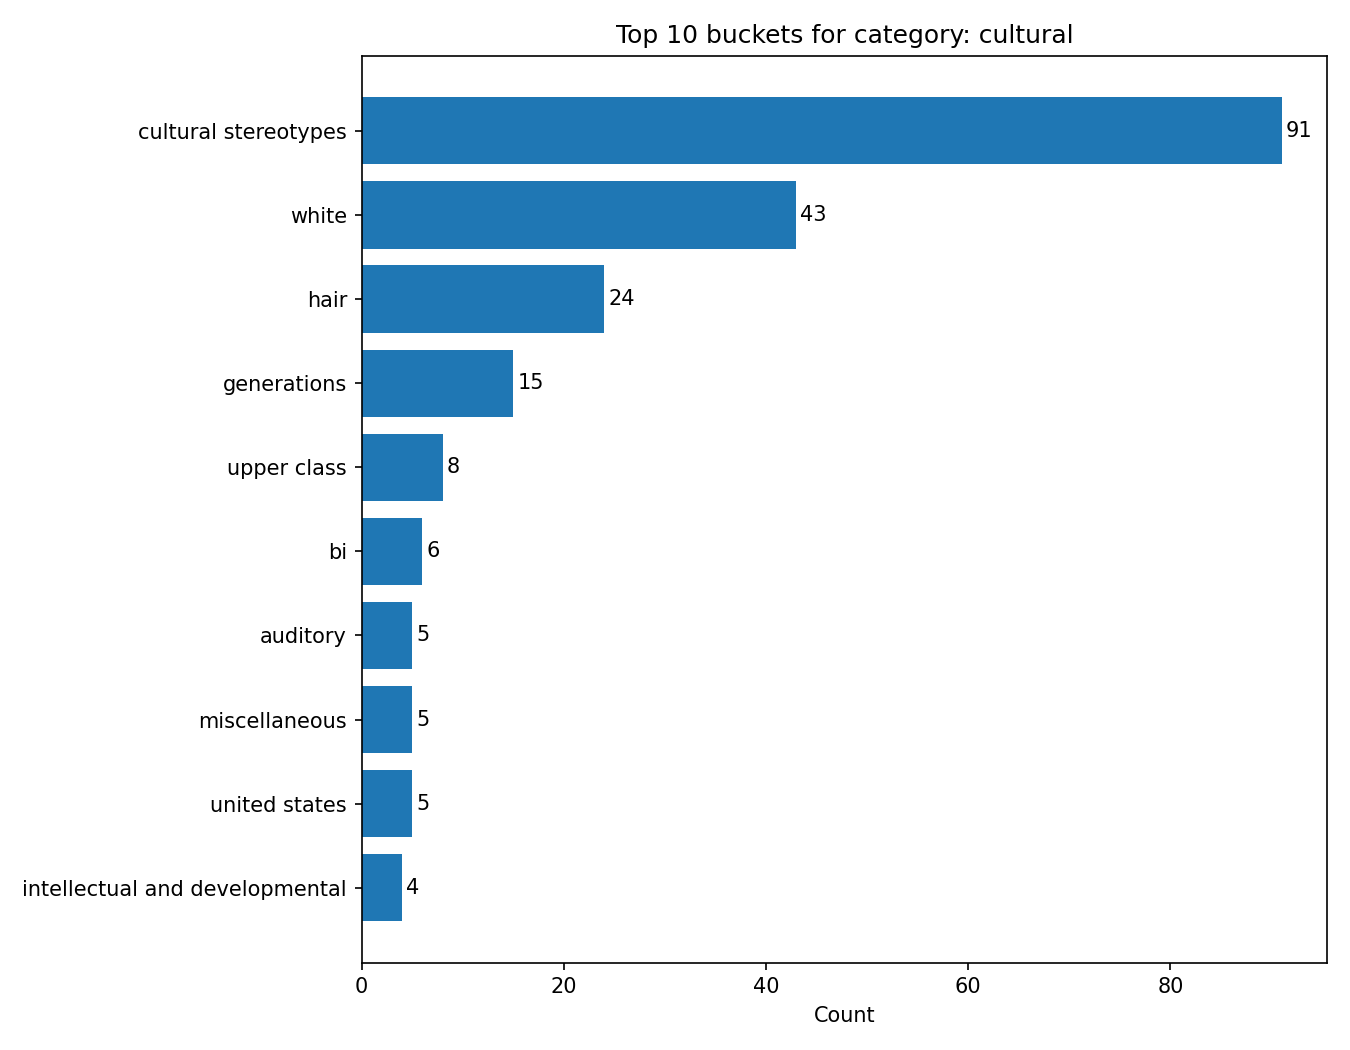 Top 10 buckets for category: cultural
cultural stereotypes 91
white 43
hair 24
generations 15
upper class 8
bi 6
auditory 5
miscellaneous 5
united states 5
intellectual and developmental 4
0 20 40 60 80
Count